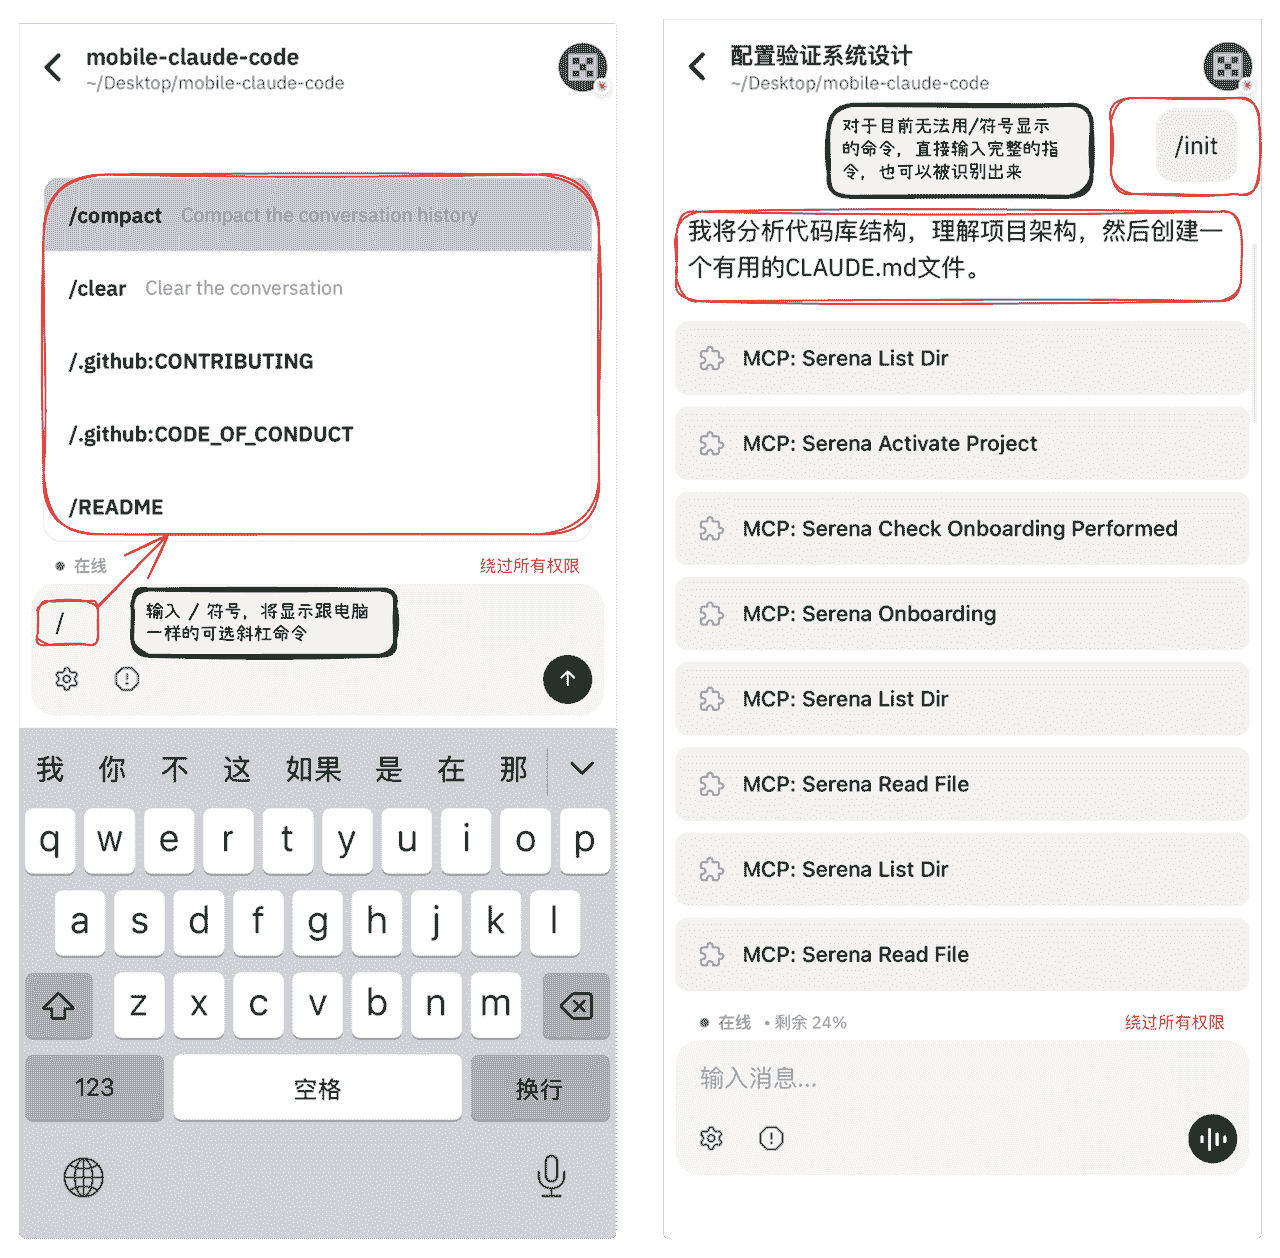 mobile-claude-code
~/Desktop/mobile-claude-code
/compact Compact the conversation history
/clear Clear the conversation
/.github:CONTRIBUTING
/.github:CODE_OF_CONDUCT
/README
在线
绕过所有权限
/
输入 / 符号，将显示跟电脑
一样的可选斜杠命令
我 你 不 这 如果 是 在 那
q w e r t y u i o p
a s d f g h j k l
z x c v b n m
123 空格 换行
配置验证系统设计
~/Desktop/mobile-claude-code
对于目前无法用/符号显示
的命令，直接输入完整的指
令，也可以被识别出来
/init
我将分析代码库结构，理解项目架构，然后创建一
个有用的CLAUDE.md文件。
MCP: Serena List Dir
MCP: Serena Activate Project
MCP: Serena Check Onboarding Performed
MCP: Serena Onboarding
MCP: Serena List Dir
MCP: Serena Read File
MCP: Serena List Dir
MCP: Serena Read File
在线 • 剩余 24%
绕过所有权限
输入消息...